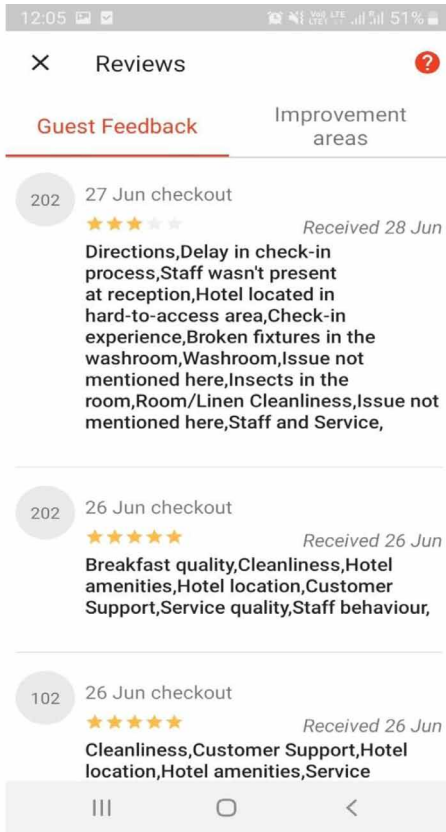 12:05 51%
Reviews ?
Guest Feedback
Improvement
areas
202 27 Jun checkout
Received 28 Jun
Directions,Delay in check-in
process,Staff wasn't present
at reception,Hotel located in
hard-to-access area,Check-in
experience,Broken fixtures in the
washroom,Washroom,Issue not
mentioned here,Insects in the
room,Room/Linen Cleanliness,Issue not
mentioned here,Staff and Service,
202 26 Jun checkout
Received 26 Jun
Breakfast quality,Cleanliness,Hotel
amenities,Hotel location,Customer
Support,Service quality,Staff behaviour,
102 26 Jun checkout
Received 26 Jun
Cleanliness,Customer Support,Hotel
location,Hotel amenities,Service